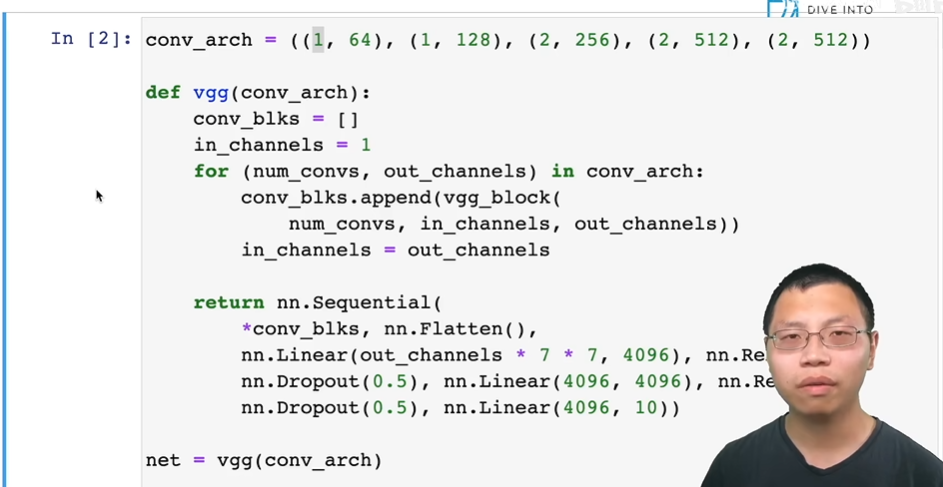 DIVE INTO
In [2]: conv_arch = ((1, 64), (1, 128), (2, 256), (2, 512), (2, 512))
def vgg(conv_arch):
    conv_blks = []
    in_channels = 1
    for (num_convs, out_channels) in conv_arch:
        conv_blks.append(vgg_block(
            num_convs, in_channels, out_channels))
        in_channels = out_channels
    return nn.Sequential(
        *conv_blks, nn.Flatten(),
        nn.Linear(out_channels * 7 * 7, 4096), nn.Re
        nn.Dropout(0.5), nn.Linear(4096, 4096), nn.Re
        nn.Dropout(0.5), nn.Linear(4096, 10))
net = vgg(conv_arch)